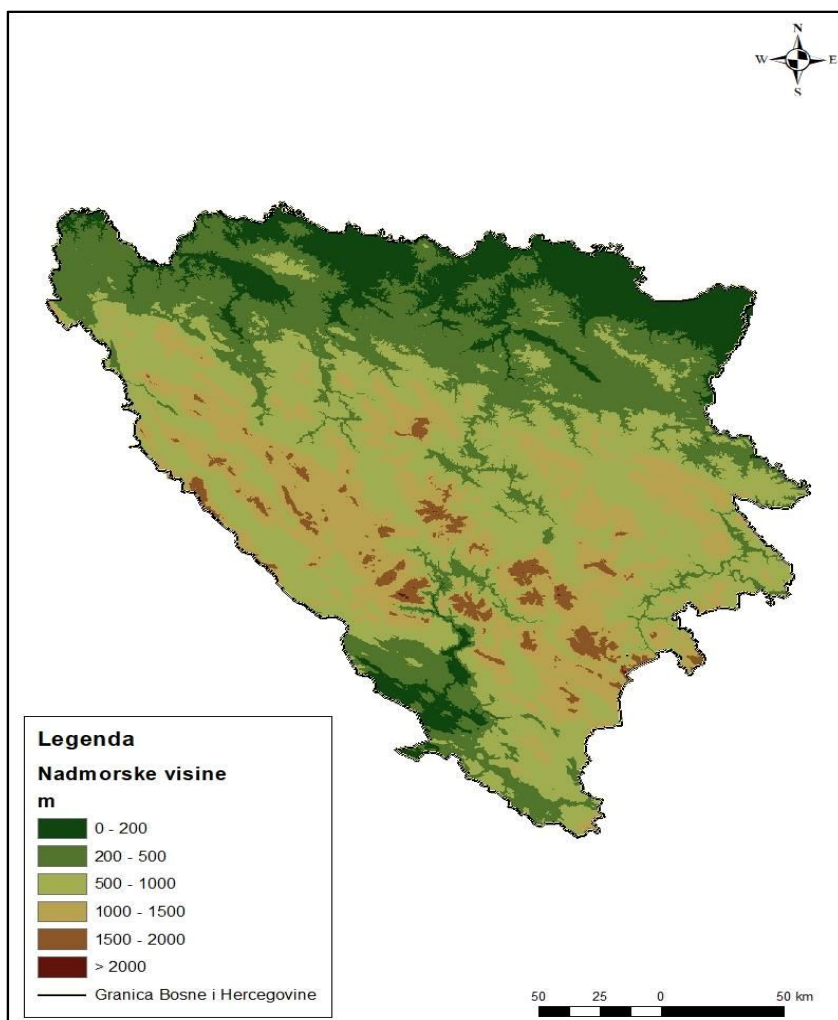 N
W E
S
Legenda
Nadmorske visine
m
0 - 200
200 - 500
500 - 1000
1000 - 1500
1500 - 2000
> 2000
Granica Bosne i Hercegovine
50 25 0 50 km